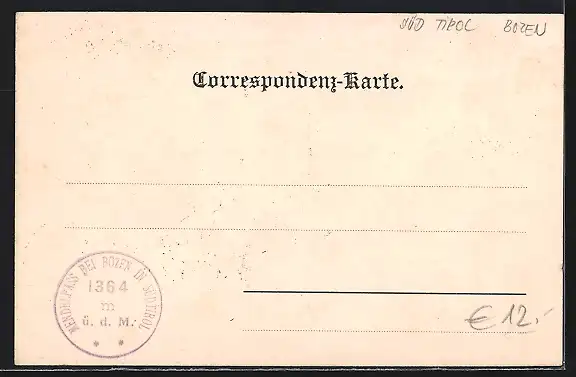 SÜD TIROL BOZEN
Correspondenz-Karte.
MENDELPASS BEI BOZEN IN SÜDTIROL
1364
m
ü. d. M.
€ 12.-